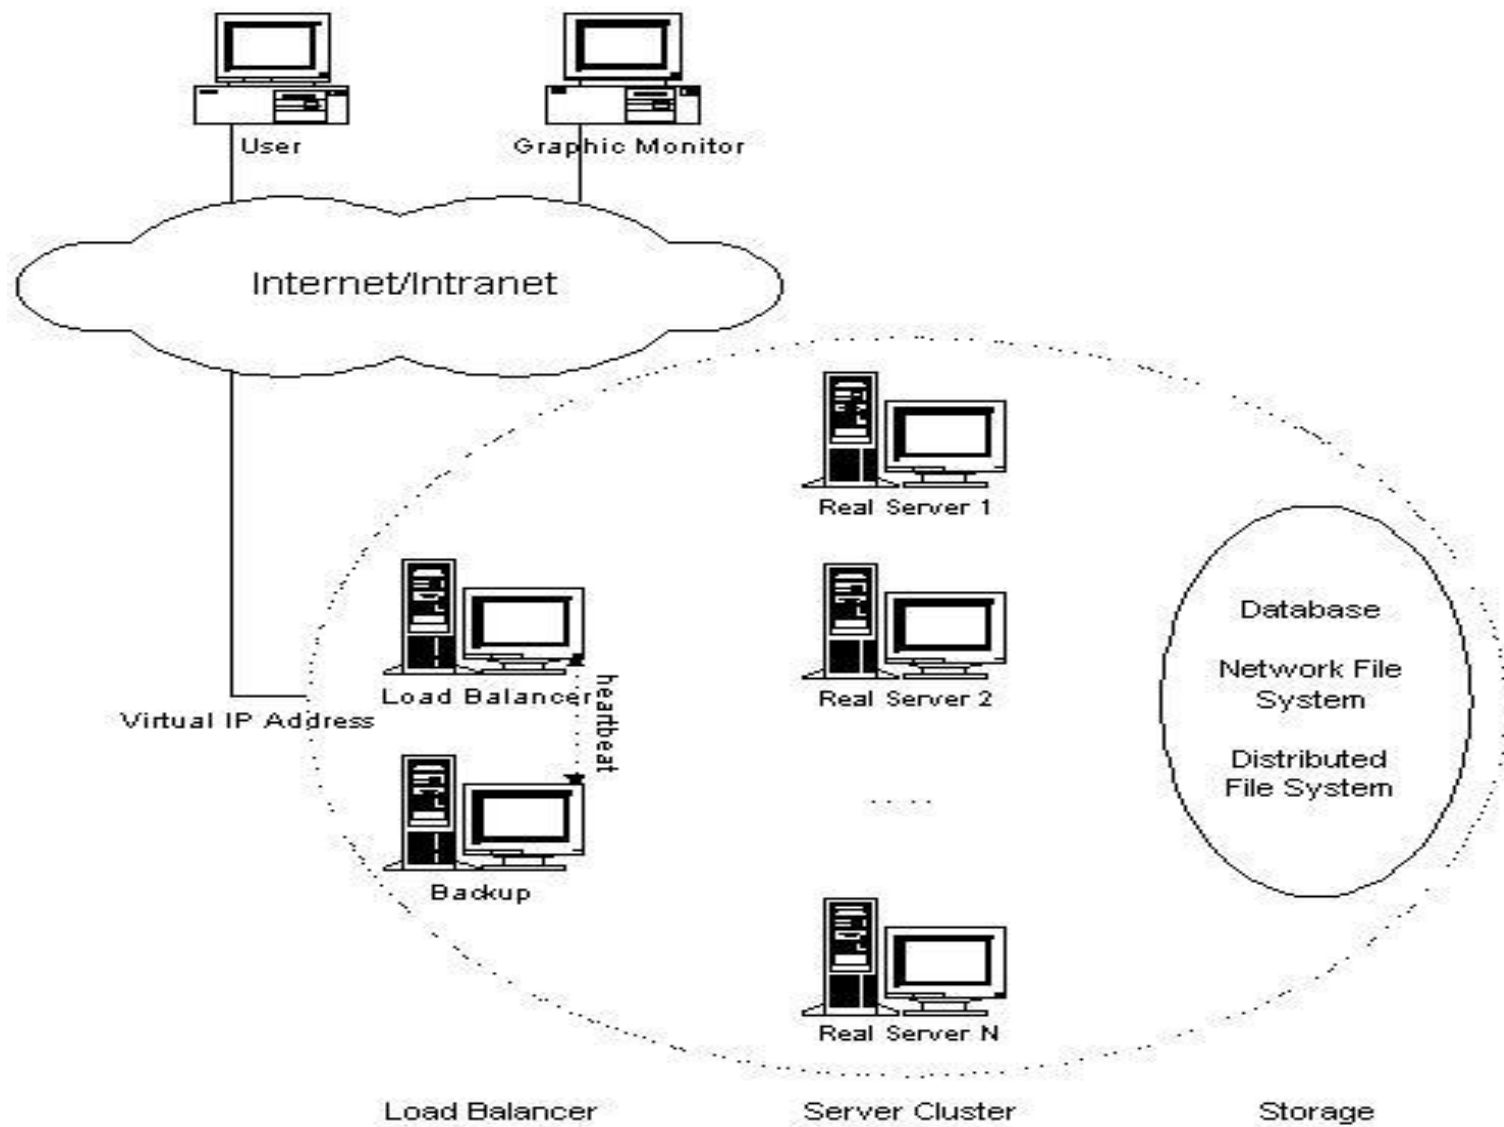 User
Graphic Monitor
Internet/Intranet
Real Server 1
Database
Network File
System
Distributed
File System
Real Server 2
Load Balancer
heartbeat
Virtual IP Address
.....
Backup
Real Server N
Load Balancer
Server Cluster
Storage